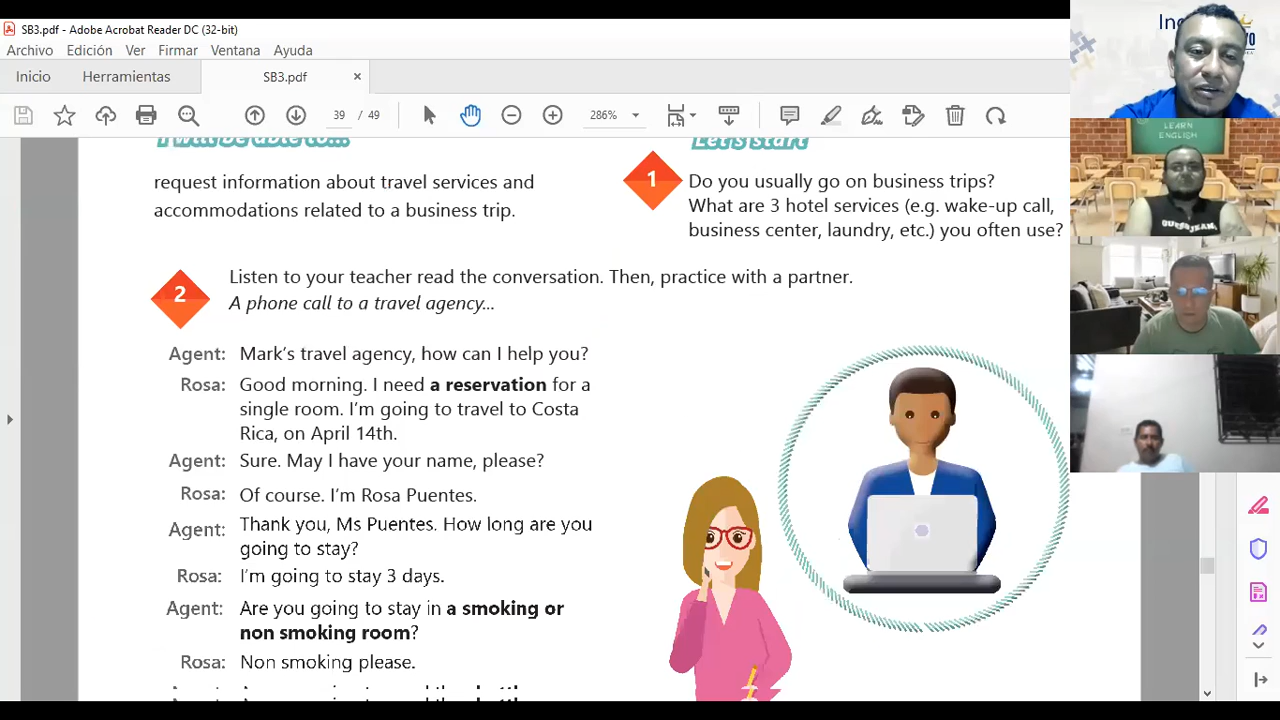 SB3.pdf - Adobe Acrobat Reader DC (32-bit)
Archivo Edición Ver Firmar Ventana Ayuda
Inicio Herramientas SB3.pdf ×
39 / 49 286%
I will be able to...
request information about travel services and
accommodations related to a business trip.
Let's start
1
Do you usually go on business trips?
What are 3 hotel services (e.g. wake-up call,
business center, laundry, etc.) you often use?
2
Listen to your teacher read the conversation. Then, practice with a partner.
A phone call to a travel agency...
Agent: Mark's travel agency, how can I help you?
Rosa: Good morning. I need a reservation for a
single room. I'm going to travel to Costa
Rica, on April 14th.
Agent: Sure. May I have your name, please?
Rosa: Of course. I'm Rosa Puentes.
Agent: Thank you, Ms Puentes. How long are you
going to stay?
Rosa: I'm going to stay 3 days.
Agent: Are you going to stay in a smoking or
non smoking room?
Rosa: Non smoking please.
LEARN
ENGLISH